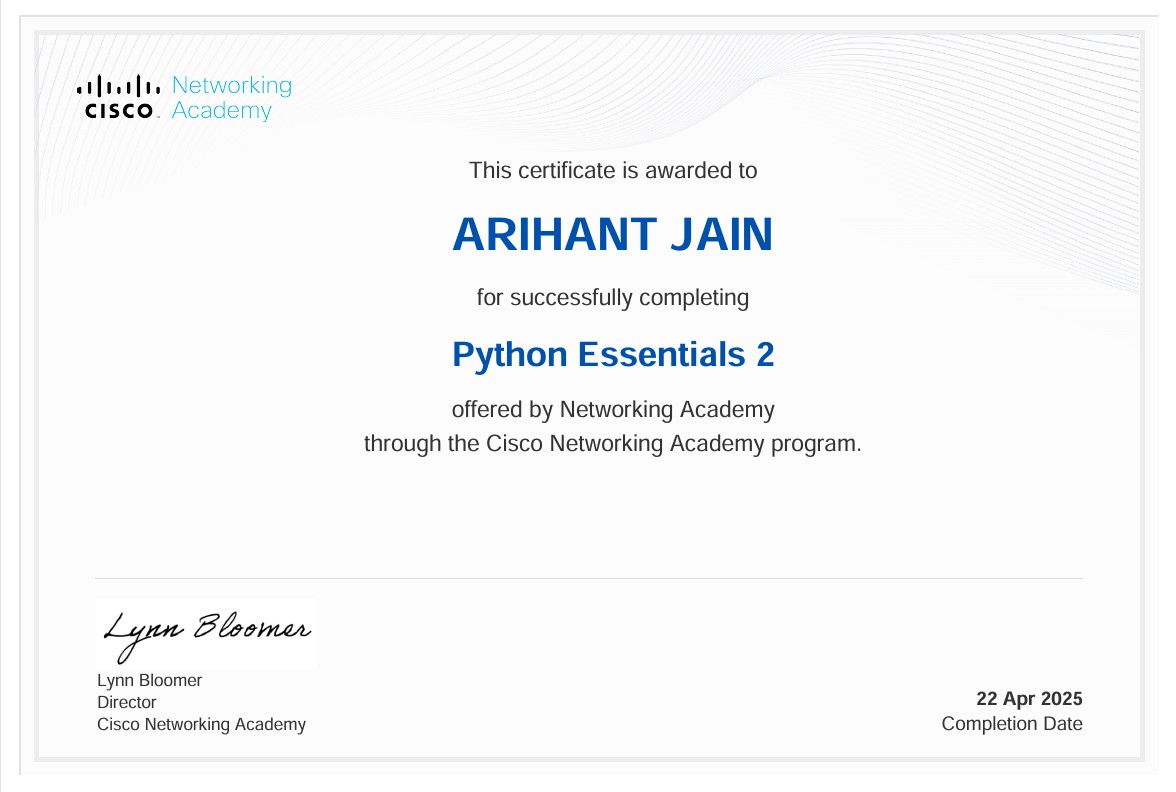 Networking
CISCO Academy
This certificate is awarded to
ARIHANT JAIN
for successfully completing
Python Essentials 2
offered by Networking Academy
through the Cisco Networking Academy program.
Lynn Bloomer
Lynn Bloomer
Director
Cisco Networking Academy
22 Apr 2025
Completion Date